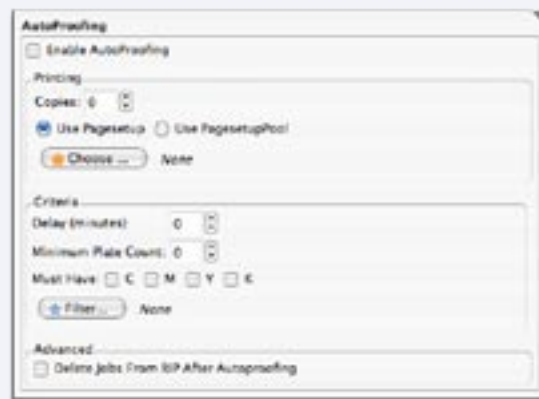 AutoProofing
Enable AutoProofing
Printing
Copies: 0
Use Pagesetup Use PagesetupPool
Choose ... None
Criteria
Delay (minutes) 0
Minimum Plate Count: 0
Must Have C M Y K
Filter... None
Advanced
Delete Jobs From RIP After Autoproofing